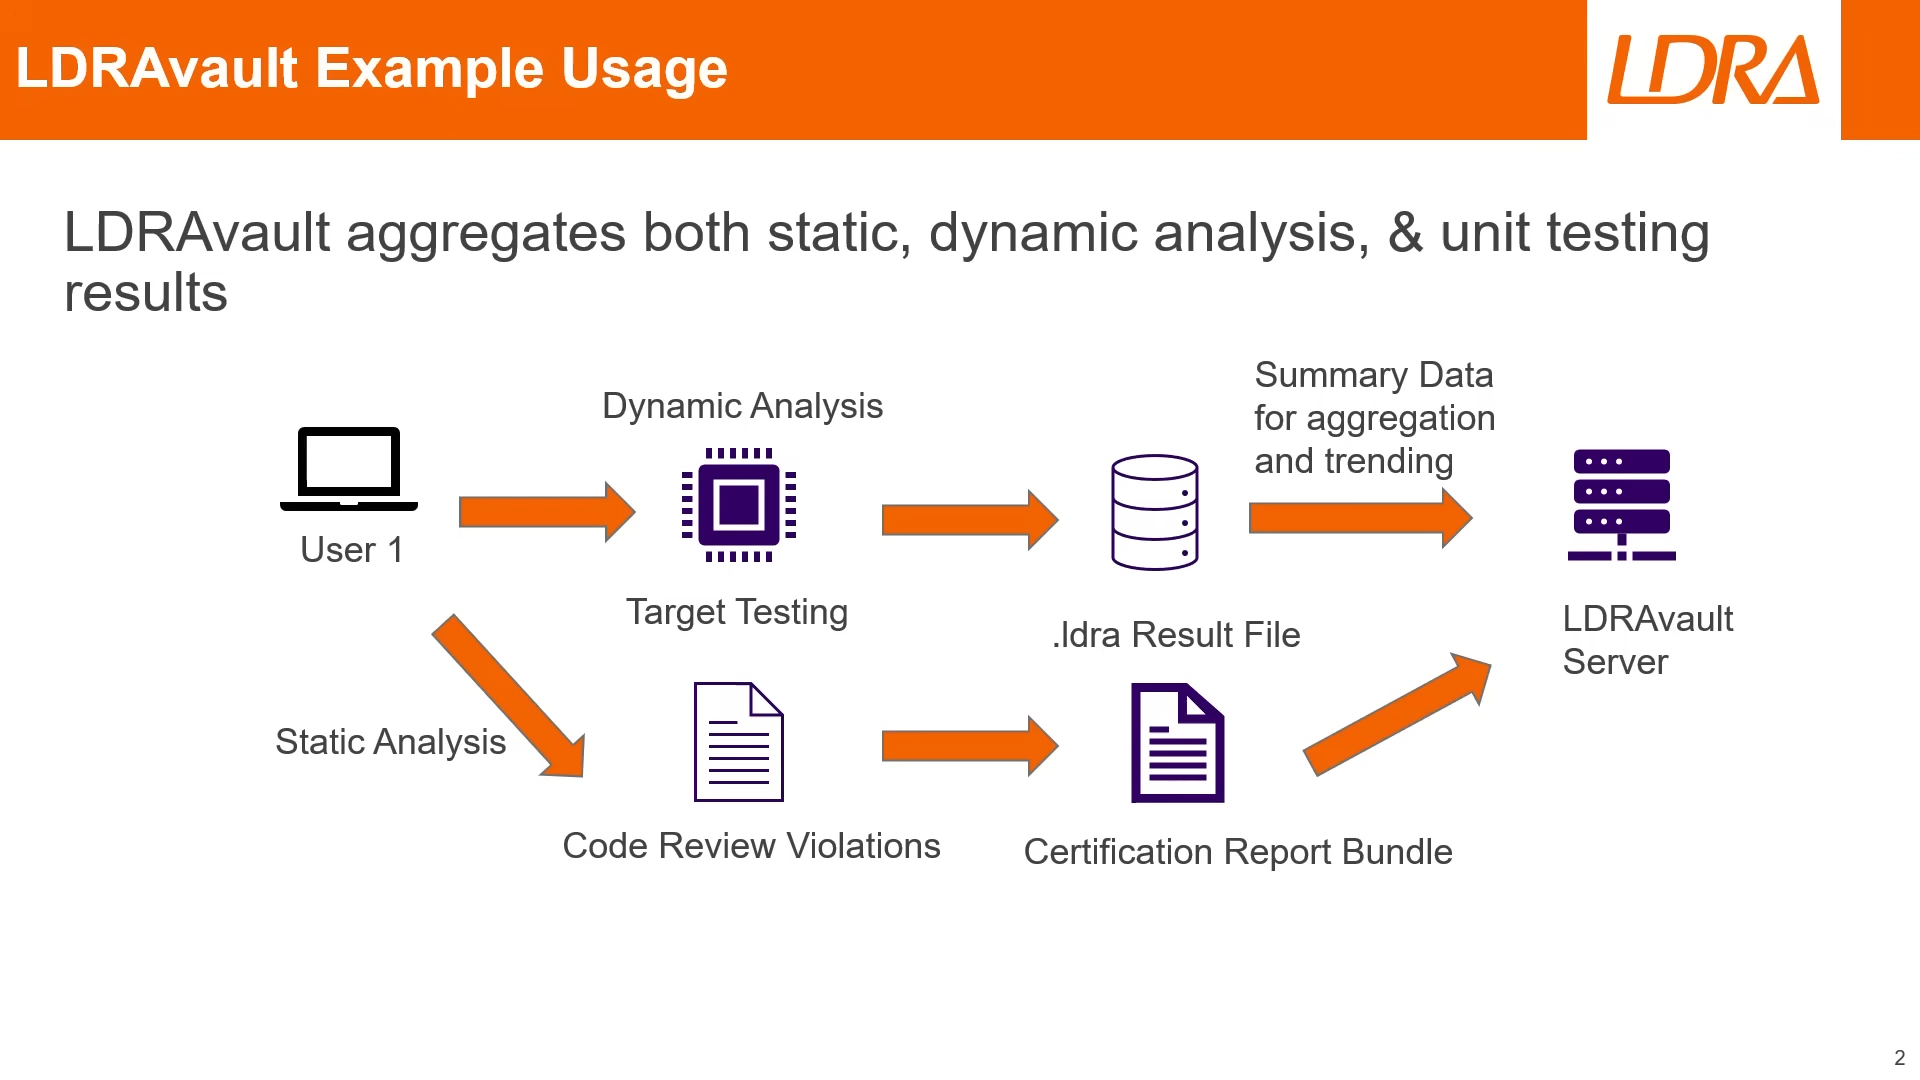 LDRAvault Example Usage
LDRA
LDRAvault aggregates both static, dynamic analysis, & unit testing
results
Summary Data
for aggregation
and trending
Dynamic Analysis
User 1
Target Testing
.ldra Result File
LDRAvault
Server
Static Analysis
Code Review Violations
Certification Report Bundle
2